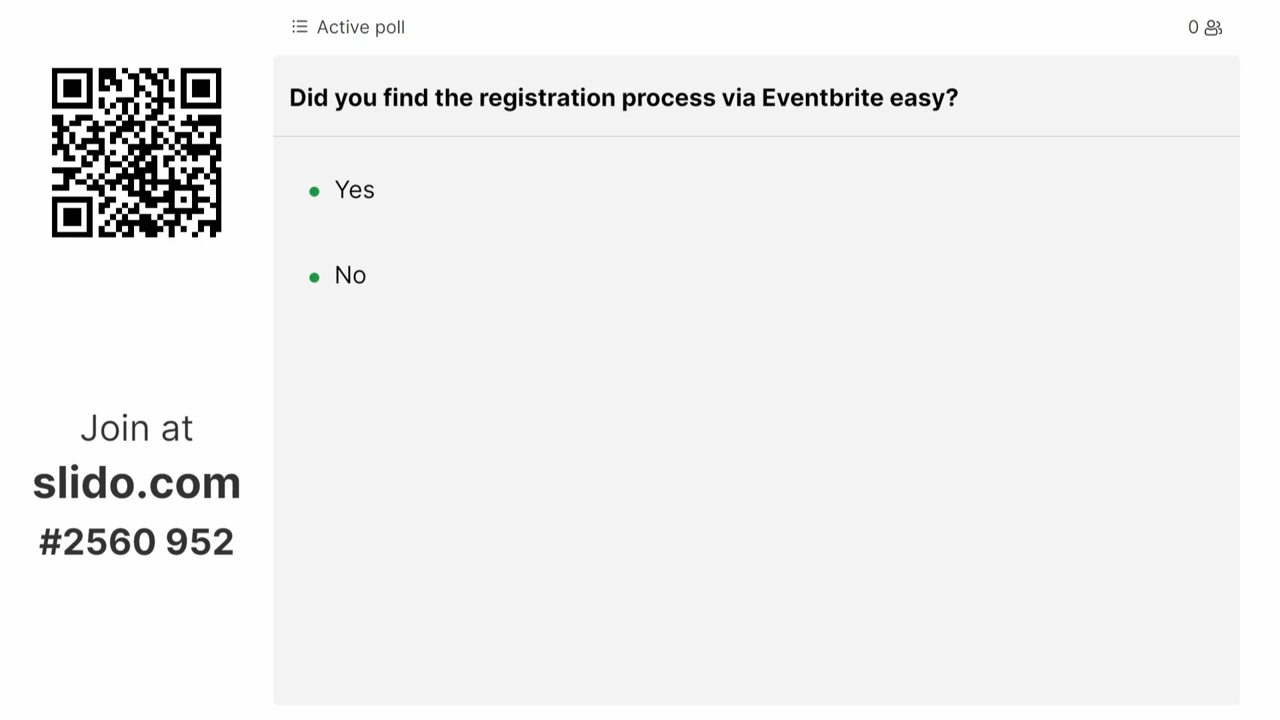 Active poll
0
Did you find the registration process via Eventbrite easy?
Yes
No
Join at
slido.com
#2560 952